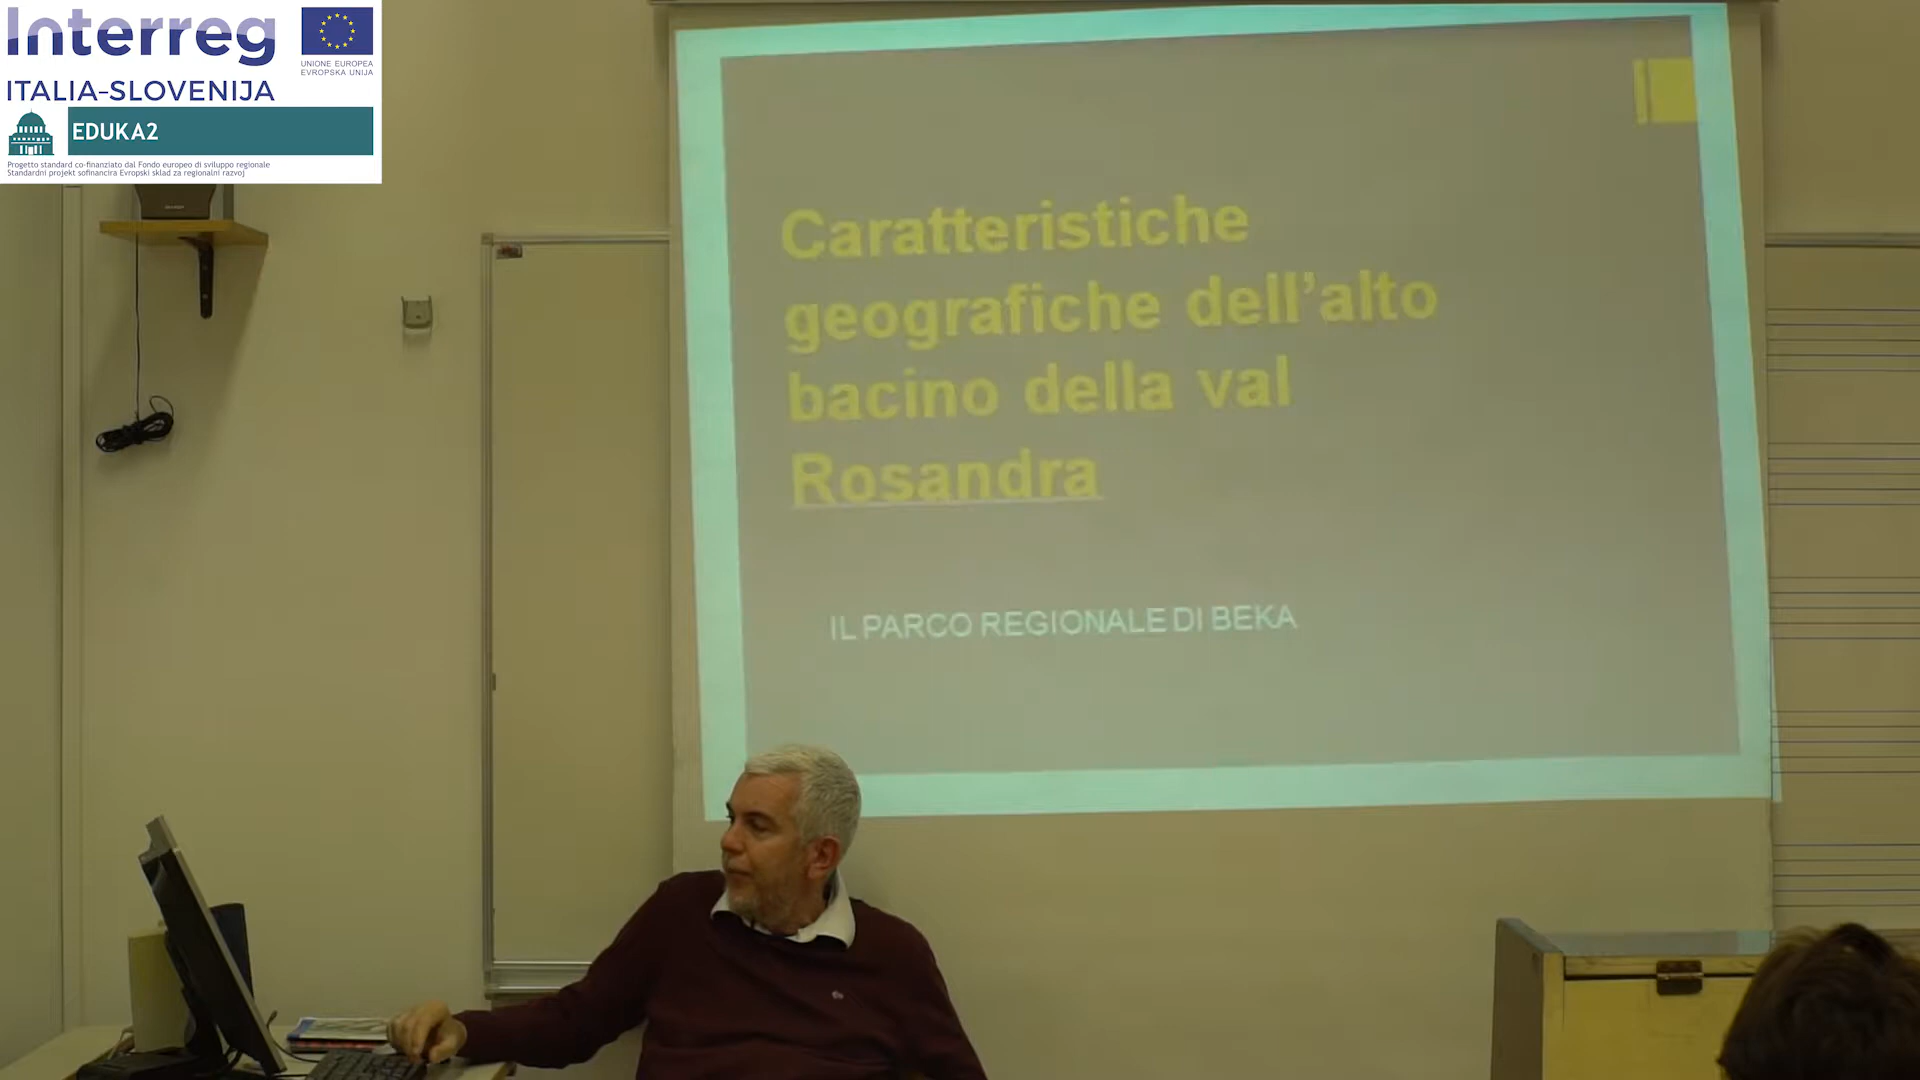 Interreg
UNIONE EUROPEA
EVROPSKA UNIJA
ITALIA-SLOVENIJA
EDUKA2
Progetto standard co-finanziato dal Fondo europeo di sviluppo regionale
Standardni projekt sofinancira Evropski sklad za regionalni razvoj
Caratteristiche
geografiche dell'alto
bacino della val
Rosandra
IL PARCO REGIONALE DI BEKA